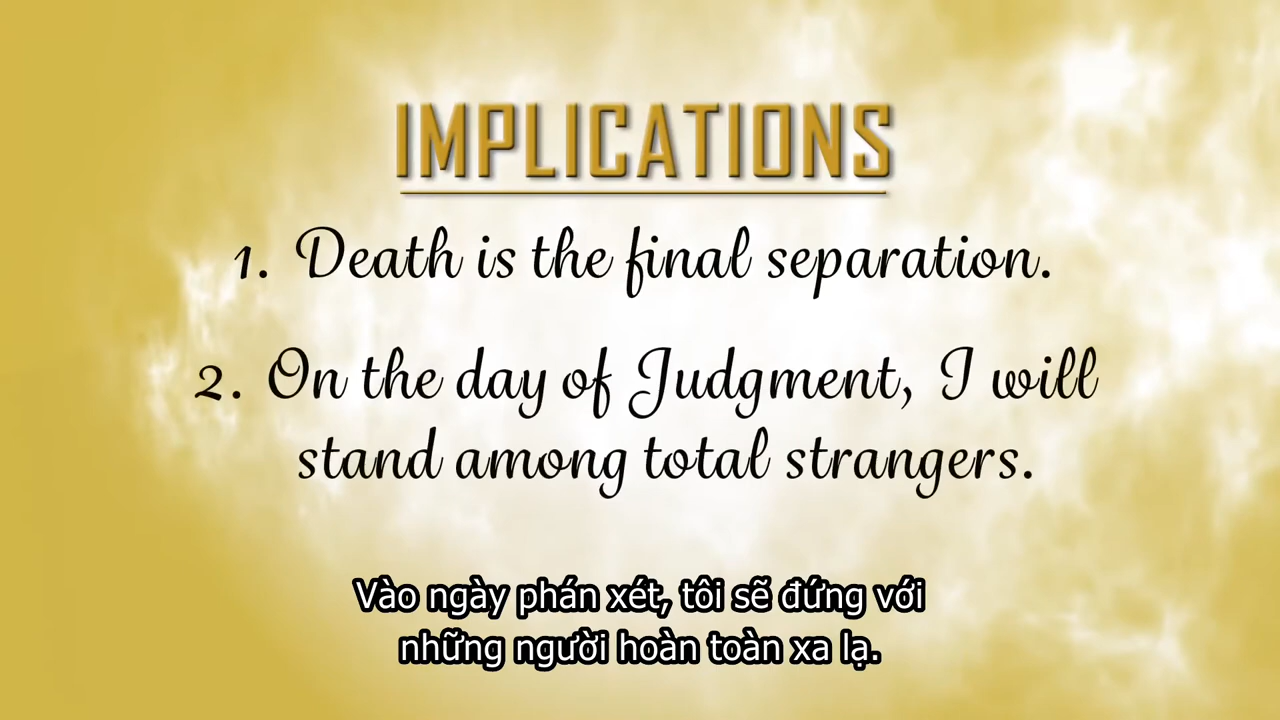 IMPLICATIONS
1. Death is the final separation.
2. On the day of Judgment, I will
stand among total strangers.
Vào ngày phán xét, tôi sẽ đứng với
những người hoàn toàn xa lạ.